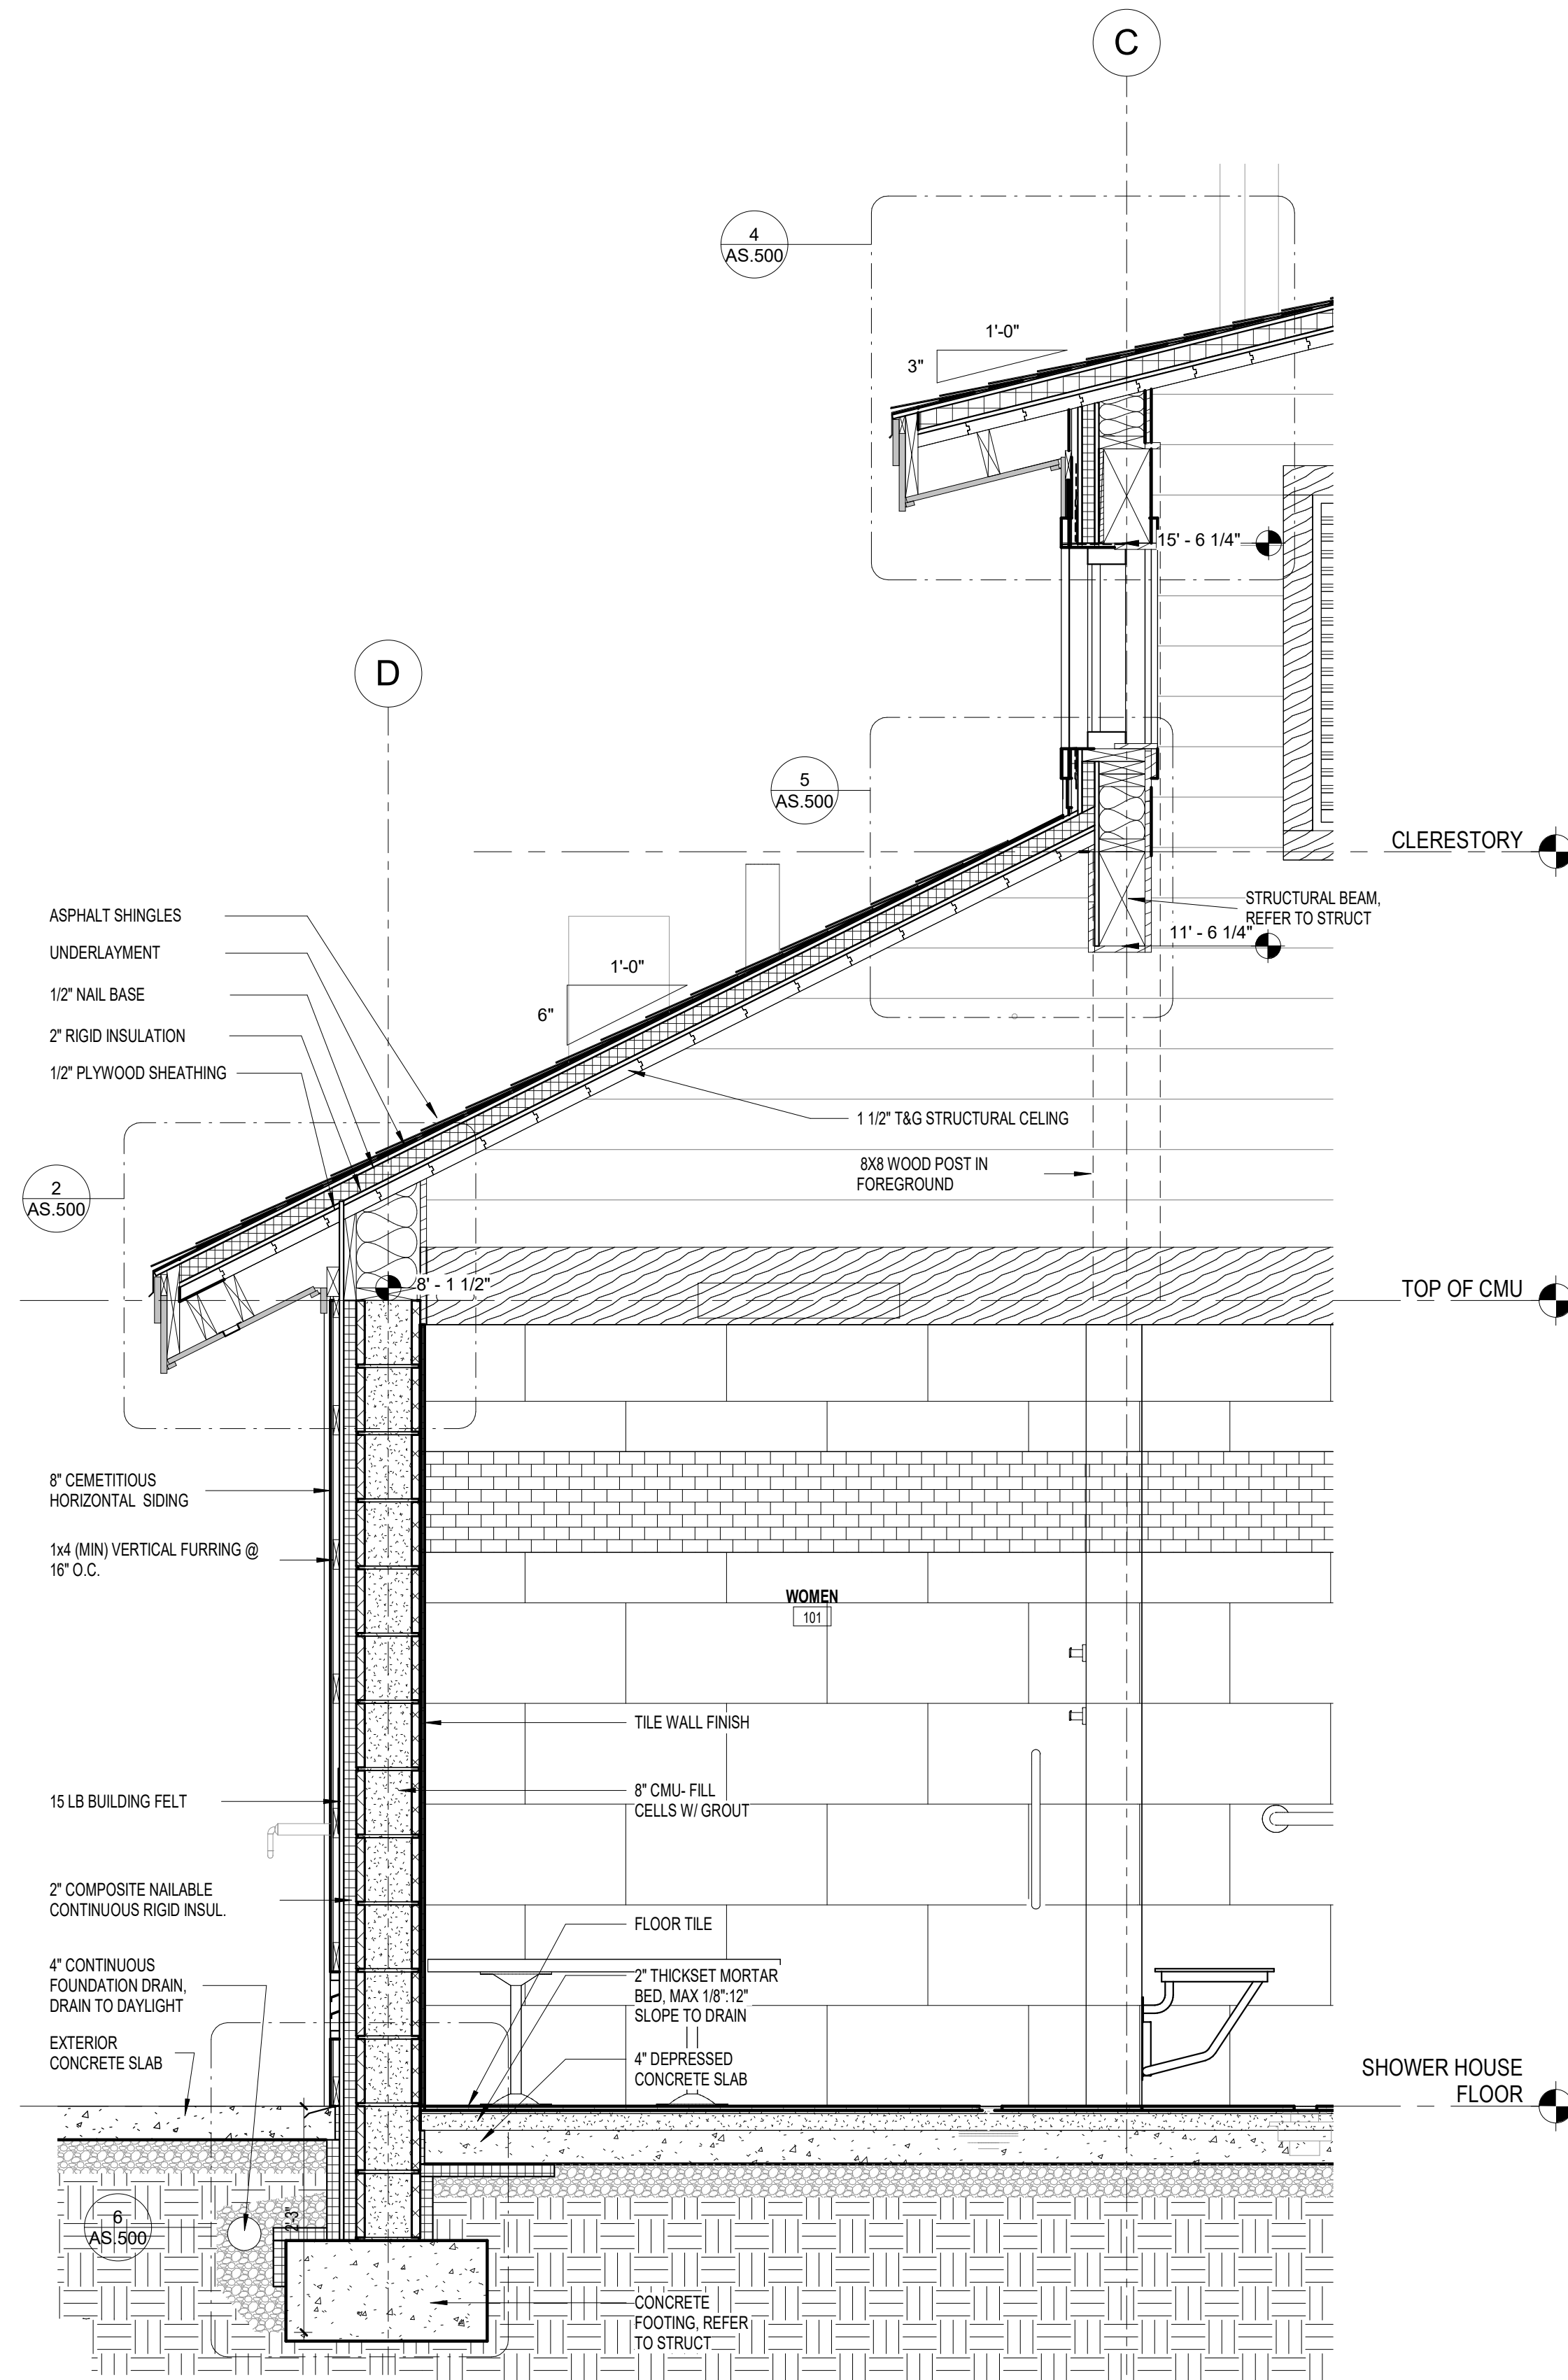 C
4
AS.500
1'-0"
3"
15' - 6 1/4"
D
5
AS.500
CLERESTORY
STRUCTURAL BEAM,
REFER TO STRUCT
11' - 6 1/4"
ASPHALT SHINGLES
UNDERLAYMENT
1/2" NAIL BASE
2" RIGID INSULATION
1/2" PLYWOOD SHEATHING
1'-0"
6"
1 1/2" T&G STRUCTURAL CELING
8X8 WOOD POST IN
FOREGROUND
2
AS.500
8' - 1 1/2"
TOP OF CMU
8" CEMETITIOUS
HORIZONTAL SIDING
1x4 (MIN) VERTICAL FURRING @
16" O.C.
WOMEN
101
TILE WALL FINISH
8" CMU- FILL
CELLS W/ GROUT
15 LB BUILDING FELT
2" COMPOSITE NAILABLE
CONTINUOUS RIGID INSUL.
FLOOR TILE
2" THICKSET MORTAR
BED, MAX 1/8":12"
SLOPE TO DRAIN
4" CONTINUOUS
FOUNDATION DRAIN,
DRAIN TO DAYLIGHT
EXTERIOR
CONCRETE SLAB
4" DEPRESSED
CONCRETE SLAB
SHOWER HOUSE
FLOOR
6
AS.500
2'-3"
CONCRETE
FOOTING, REFER
TO STRUCT